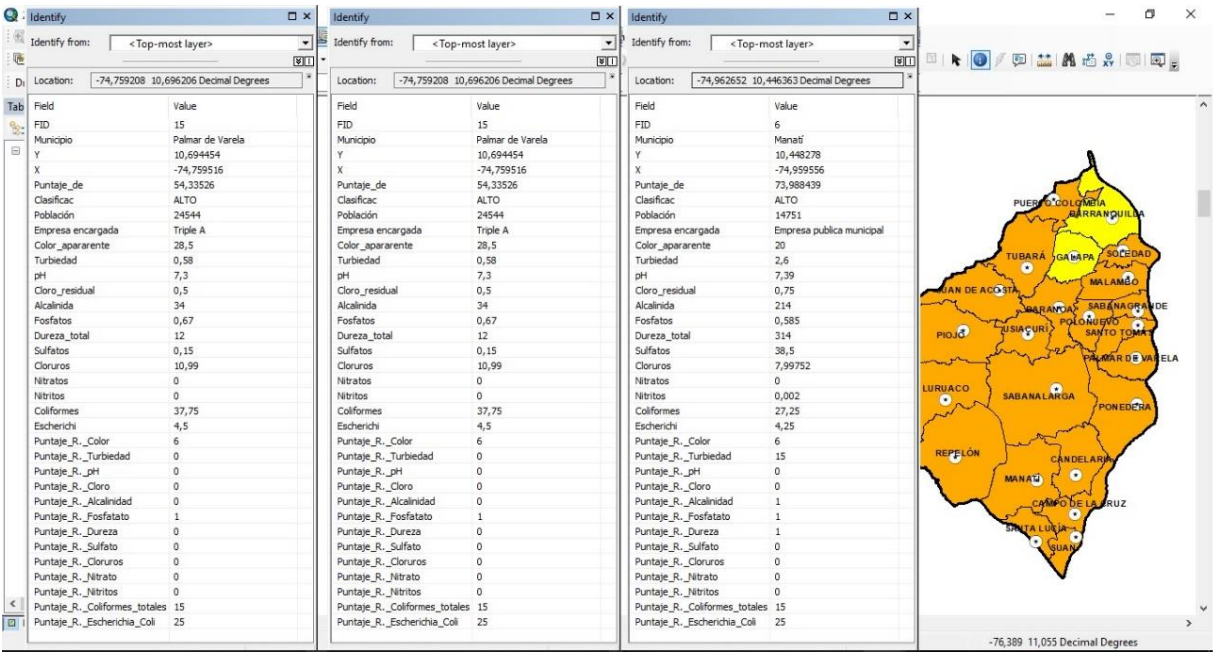 Identify
Identify from: <Top-most layer>
Location: -74,759208 10,696206 Decimal Degrees
Field Value
FID 15
Municipio Palmar de Varela
Y 10,694454
X -74,759516
Puntaje_de 54,33526
Clasificac ALTO
Población 24544
Empresa encargada Triple A
Color_apararente 28,5
Turbiedad 0,58
pH 7,3
Cloro_residual 0,5
Alcalinida 34
Fosfatos 0,67
Dureza_total 12
Sulfatos 0,15
Cloruros 10,99
Nitratos 0
Nitritos 0
Coliformes 37,75
Escherichi 4,5
Puntaje_R._Color 6
Puntaje_R._Turbiedad 0
Puntaje_R._pH 0
Puntaje_R._Cloro 0
Puntaje_R._Alcalinidad 0
Puntaje_R._Fosfatato 1
Puntaje_R._Dureza 0
Puntaje_R._Sulfato 0
Puntaje_R._Cloruros 0
Puntaje_R._Nitrato 0
Puntaje_R._Nitritos 0
Puntaje_R._Coliformes_totales 15
Puntaje_R._Escherichia_Coli 25
Identify
Identify from: <Top-most layer>
Location: -74,759208 10,696206 Decimal Degrees
Field Value
FID 15
Municipio Palmar de Varela
Y 10,694454
X -74,759516
Puntaje_de 54,33526
Clasificac ALTO
Población 24544
Empresa encargada Triple A
Color_apararente 28,5
Turbiedad 0,58
pH 7,3
Cloro_residual 0,5
Alcalinida 34
Fosfatos 0,67
Dureza_total 12
Sulfatos 0,15
Cloruros 10,99
Nitratos 0
Nitritos 0
Coliformes 37,75
Escherichi 4,5
Puntaje_R._Color 6
Puntaje_R._Turbiedad 0
Puntaje_R._pH 0
Puntaje_R._Cloro 0
Puntaje_R._Alcalinidad 0
Puntaje_R._Fosfatato 1
Puntaje_R._Dureza 0
Puntaje_R._Sulfato 0
Puntaje_R._Cloruros 0
Puntaje_R._Nitrato 0
Puntaje_R._Nitritos 0
Puntaje_R._Coliformes_totales 15
Puntaje_R._Escherichia_Coli 25
Identify
Identify from: <Top-most layer>
Location: -74,962652 10,446363 Decimal Degrees
Field Value
FID 6
Municipio Manatí
Y 10,448278
X -74,959556
Puntaje_de 73,988439
Clasificac ALTO
Población 14751
Empresa encargada Empresa publica municipal
Color_apararente 20
Turbiedad 2,6
pH 7,39
Cloro_residual 0,75
Alcalinida 214
Fosfatos 0,585
Dureza_total 314
Sulfatos 38,5
Cloruros 7,99752
Nitratos 0
Nitritos 0,002
Coliformes 27,25
Escherichi 4,25
Puntaje_R._Color 6
Puntaje_R._Turbiedad 15
Puntaje_R._pH 0
Puntaje_R._Cloro 0
Puntaje_R._Alcalinidad 1
Puntaje_R._Fosfatato 1
Puntaje_R._Dureza 1
Puntaje_R._Sulfato 0
Puntaje_R._Cloruros 0
Puntaje_R._Nitrato 0
Puntaje_R._Nitritos 0
Puntaje_R._Coliformes_totales 15
Puntaje_R._Escherichia_Coli 25
Tab
PUERTO COLOMBIA
BARRANQUILLA
TUBARÁ
GALAPA
SOLEDAD
MALAMBO
JUAN DE ACOSTA
BARANOA
SABANAGRANDE
POLONUEVO
PIOJÓ
USIACURÍ
SANTO TOMÁS
PALMAR DE VARELA
LURUACO
SABANALARGA
PONEDERA
REPELÓN
CANDELARIA
MANATÍ
CAMPO DE LA CRUZ
SANTA LUCÍA
SUAN
-76,389 11,055 Decimal Degrees